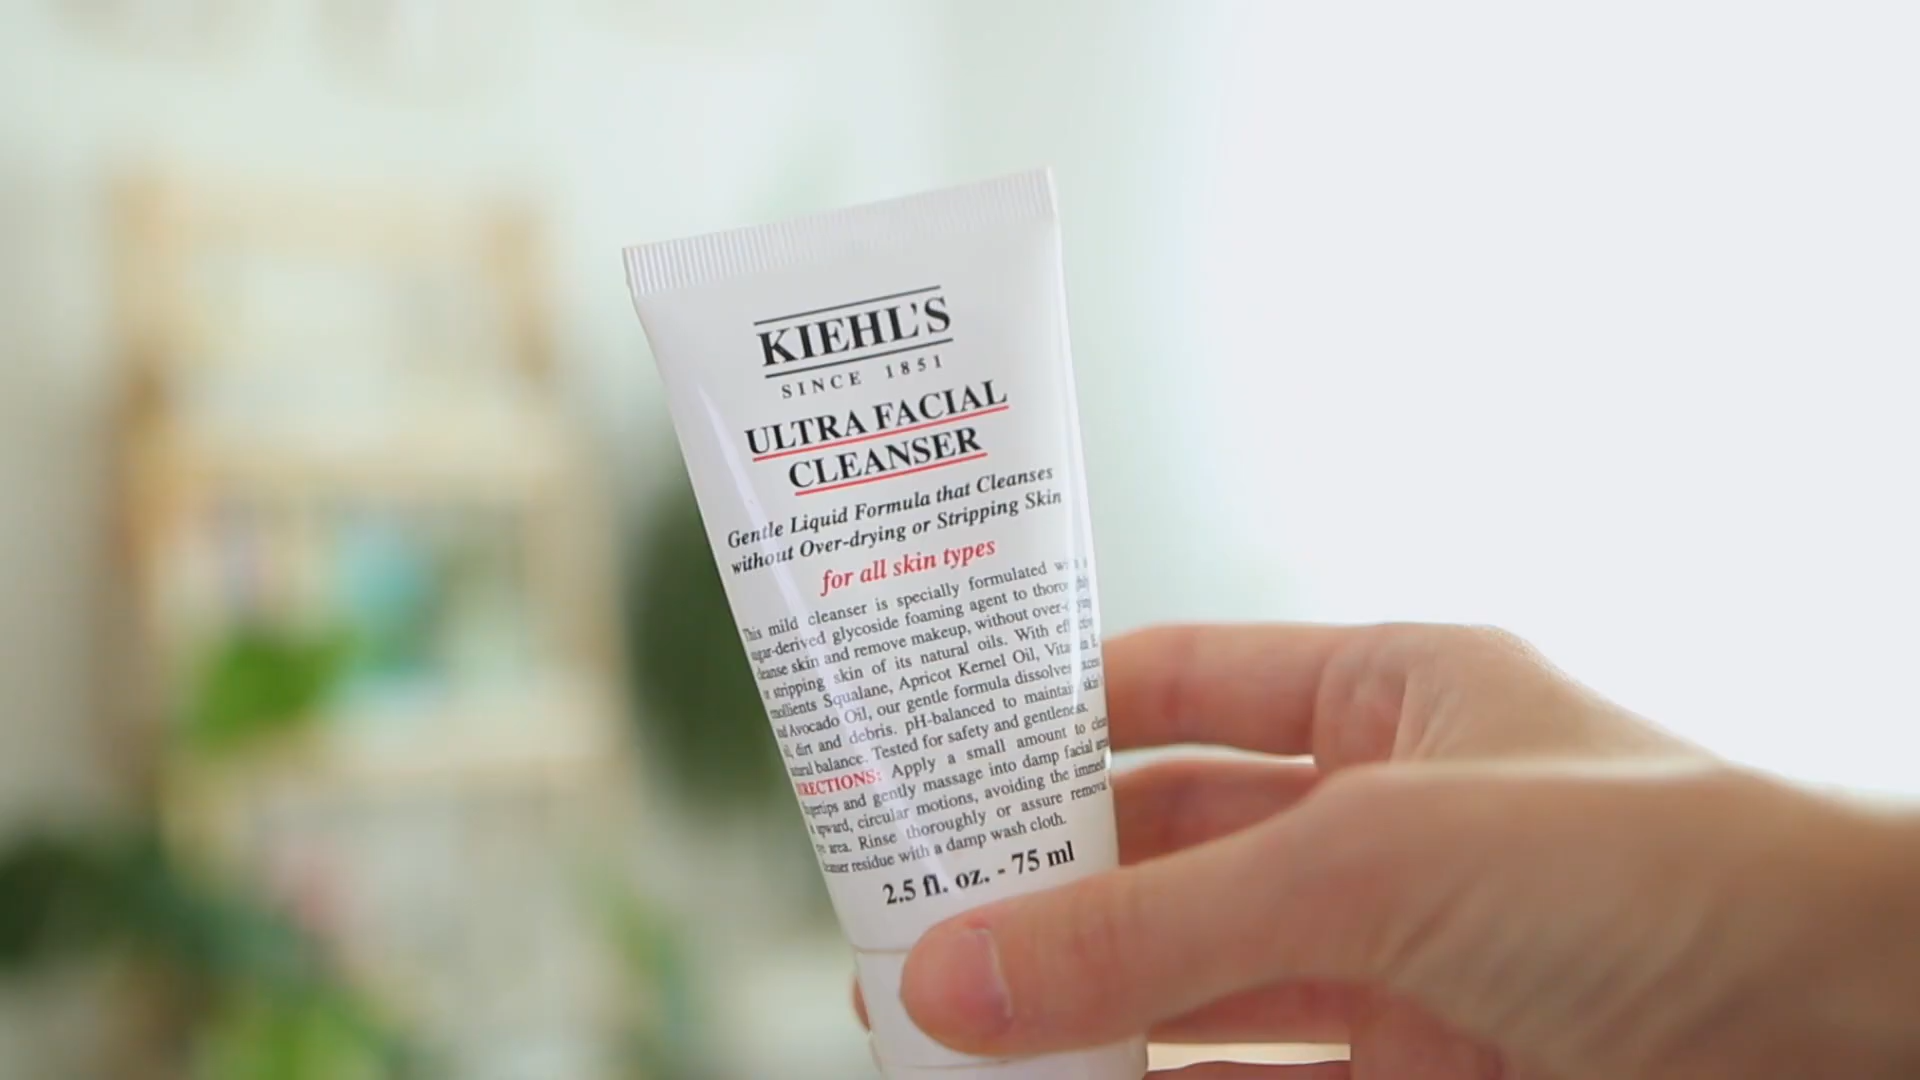 KIEHL'S
SINCE 1851
ULTRA FACIAL
CLEANSER
Gentle Liquid Formula that Cleanses
without Over-drying or Stripping Skin
for all skin types
This mild cleanser is specially formulated
sugar-derived glycoside foaming agent to
cleanse skin and remove makeup, without
stripping skin of its natural oils. With
Squalane, Apricot Kernel Oil,
Avocado Oil, our gentle formula dissolves
dirt and debris. pH-balanced to maintain
balance. Tested for safety and gentleness.
DIRECTIONS: Apply a small amount to
and gently massage into damp facial
upward, circular motions, avoiding the
area. Rinse thoroughly or assure removal
residue with a damp wash cloth.
2.5 fl. oz. - 75 ml